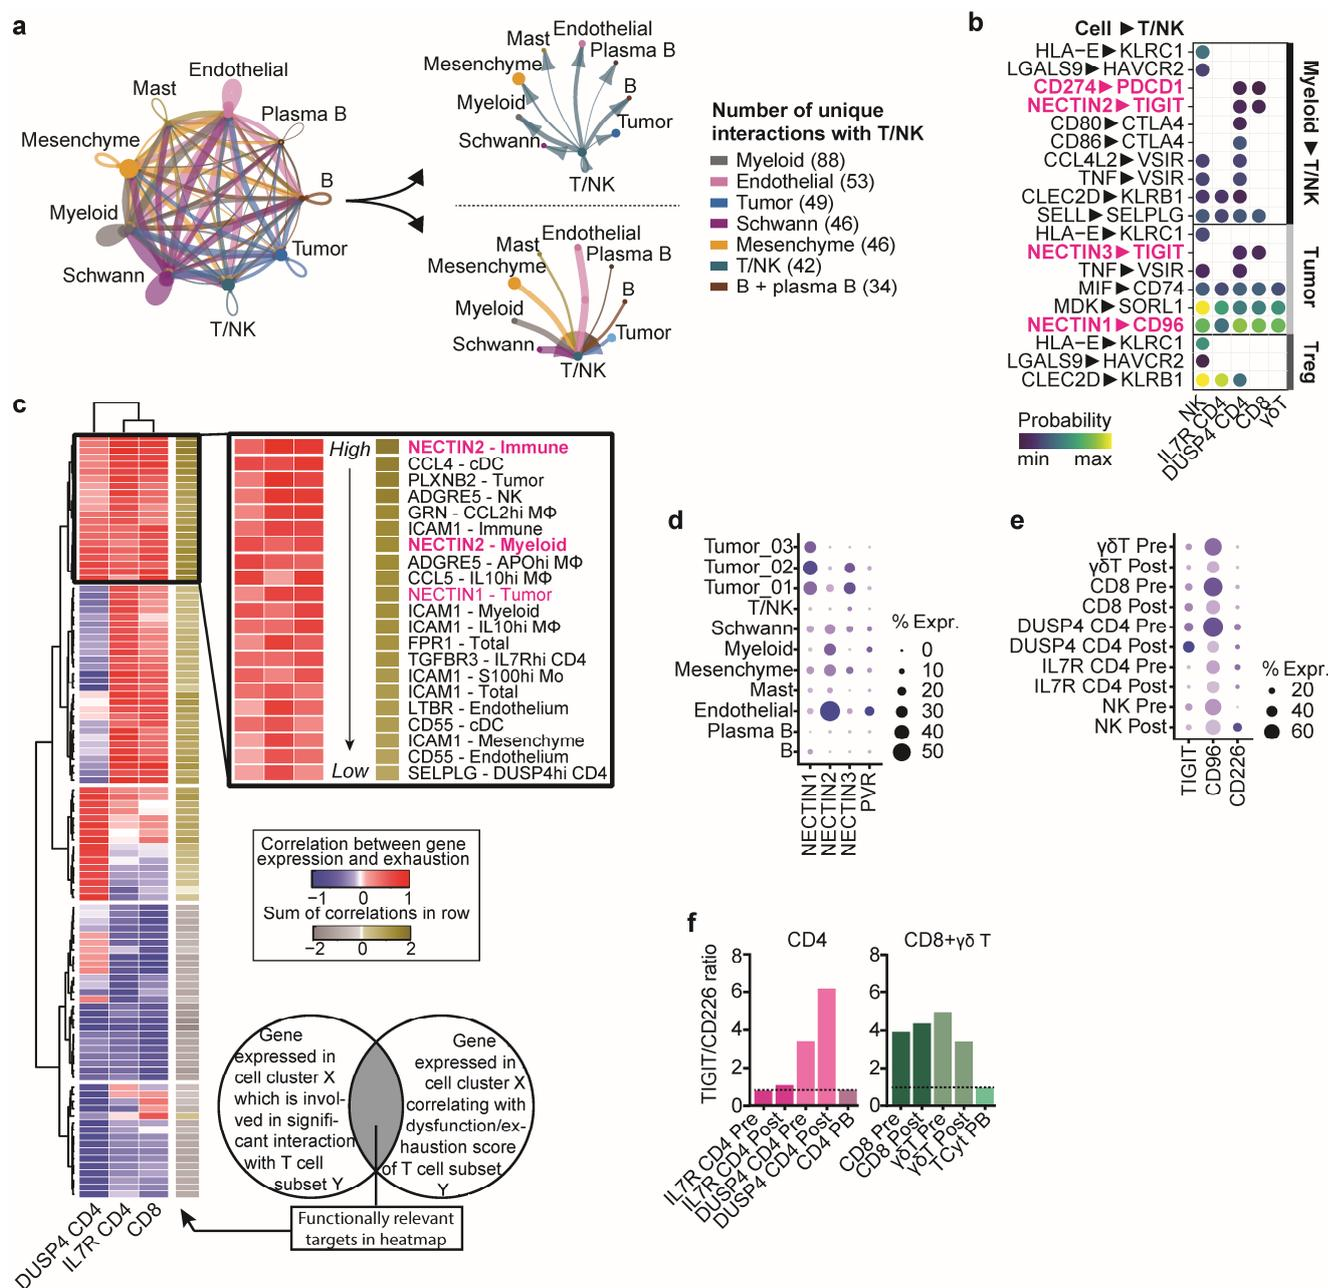 a
Endothelial
Mast
Plasma B
Mesenchyme
B
Myeloid
Tumor
Schwann
T/NK
Endothelial
Mast
Plasma B
Mesenchyme
B
Myeloid
Tumor
Schwann
T/NK
Endothelial
Mast
Plasma B
Mesenchyme
B
Myeloid
Tumor
Schwann
T/NK
Number of unique
interactions with T/NK
Myeloid (88)
Endothelial (53)
Tumor (49)
Schwann (46)
Mesenchyme (46)
T/NK (42)
B + plasma B (34)
b
Cell ▶ T/NK
HLA−E▶KLRC1
LGALS9▶HAVCR2
CD274▶PDCD1
NECTIN2▶TIGIT
CD80▶CTLA4
CD86▶CTLA4
CCL4L2▶VSIR
TNF▶VSIR
CLEC2D▶KLRB1
SELL▶SELPLG
HLA−E▶KLRC1
NECTIN3▶TIGIT
TNF▶VSIR
MIF▶CD74
MDK▶SORL1
NECTIN1▶CD96
HLA−E▶KLRC1
LGALS9▶HAVCR2
CLEC2D▶KLRB1
Myeloid ▶ T/NK
Tumor
Treg
NK
IL7R CD4
DUSP4 CD4
CD8
γδT
Probability
min max
c
High
Low
NECTIN2 - Immune
CCL4 - cDC
PLXNB2 - Tumor
ADGRE5 - NK
GRN - CCL2hi MΦ
ICAM1 - Immune
NECTIN2 - Myeloid
ADGRE5 - APOhi MΦ
CCL5 - IL10hi MΦ
NECTIN1 - Tumor
ICAM1 - Myeloid
ICAM1 - IL10hi MΦ
FPR1 - Total
TGFBR3 - IL7Rhi CD4
ICAM1 - S100hi Mo
ICAM1 - Total
LTBR - Endothelium
CD55 - cDC
ICAM1 - Mesenchyme
CD55 - Endothelium
SELPLG - DUSP4hi CD4
Correlation between gene
expression and exhaustion
−1 0 1
Sum of correlations in row
−2 0 2
Gene
expressed in
cell cluster X
which is invol-
ved in signifi-
cant interaction
with T cell
subset Y
Gene
expressed in
cell cluster X
correlating with
dysfunction/ex-
haustion score
of T cell subset
Y
Functionally relevant
targets in heatmap
DUSP4 CD4
IL7R CD4
CD8
d
Tumor_03
Tumor_02
Tumor_01
T/NK
Schwann
Myeloid
Mesenchyme
Mast
Endothelial
Plasma B
B
NECTIN1
NECTIN2
NECTIN3
PVR
% Expr.
0
10
20
30
40
50
e
γδT Pre
γδT Post
CD8 Pre
CD8 Post
DUSP4 CD4 Pre
DUSP4 CD4 Post
IL7R CD4 Pre
IL7R CD4 Post
NK Pre
NK Post
TIGIT
CD96
CD226
% Expr.
20
40
60
f
TIGIT/CD226 ratio
CD4
8
6
4
2
0
IL7R CD4 Pre
IL7R CD4 Post
DUSP4 CD4 Pre
DUSP4 CD4 Post
CD4 PB
CD8+γδ T
8
6
4
2
0
CD8 Pre
CD8 Post
γδT Pre
γδT Post
TCyt PB